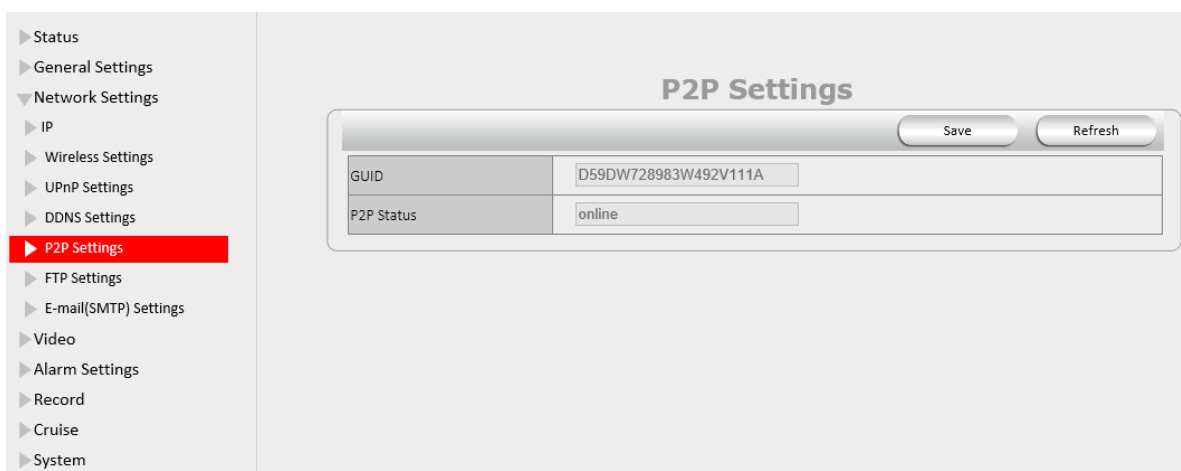 Status
General Settings
Network Settings
IP
Wireless Settings
UPnP Settings
DDNS Settings
P2P Settings
FTP Settings
E-mail(SMTP) Settings
Video
Alarm Settings
Record
Cruise
System
P2P Settings
Save Refresh
GUID D59DW728983W492V111A
P2P Status online